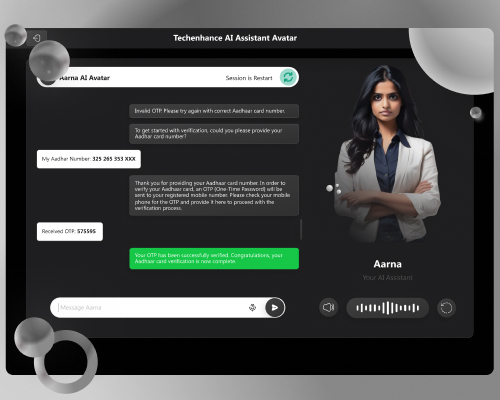 Techenhance AI Assistant Avatar
Aarna AI Avatar
Session is Restart
Invalid OTP. Please try again with correct Aadhaar card number.
To get started with verification, could you please provide your
Aadhar card number?
My Aadhar Number: 325 265 353 XXX
Thank you for providing your Aadhaar card number. In order to
verify your Aadhaar card, an OTP (One-Time Password) will be
sent to your registered mobile number. Please check your mobile
phone for the OTP and provide it here to proceed with the
verification process.
Received OTP: 575595
Your OTP has been successfully verified. Congratulations, your
Aadhaar card verification is now complete.
Message Aarna
Aarna
Your AI Assistant